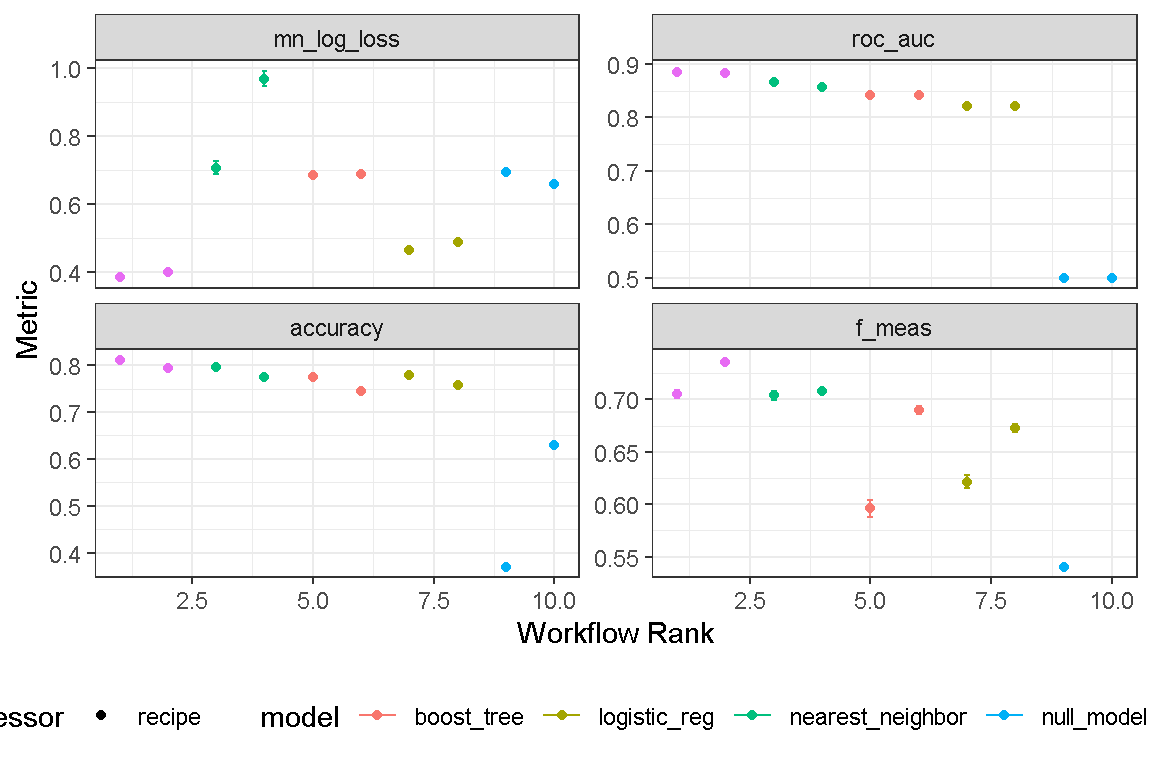 mn_log_loss
roc_auc
1.0
0.8
0.6
0.4
0.9
0.8
0.7
0.6
0.5
Metric
accuracy
f_meas
0.8
0.7
0.6
0.5
0.4
0.70
0.65
0.60
0.55
2.5 5.0 7.5 10.0
2.5 5.0 7.5 10.0
Workflow Rank
essor recipe model boost_tree logistic_reg nearest_neighbor null_model